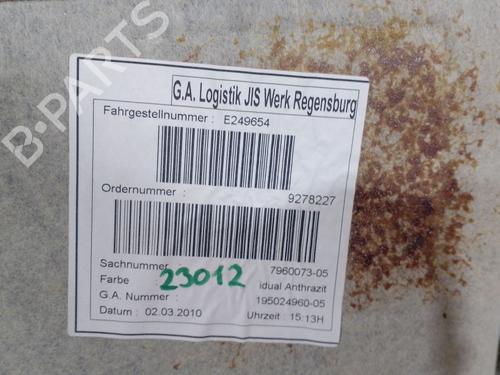 B-PARTS
G.A. Logistik JIS Werk Regensburg
Fahrgestellnummer : E249654
Ordernummer : 9278227
Sachnummer 7960073-05
Farbe : 23012 idual Anthrazit
G.A. Nummer : 195024960-05
Datum : 02.03.2010 Uhrzeit : 15:13H